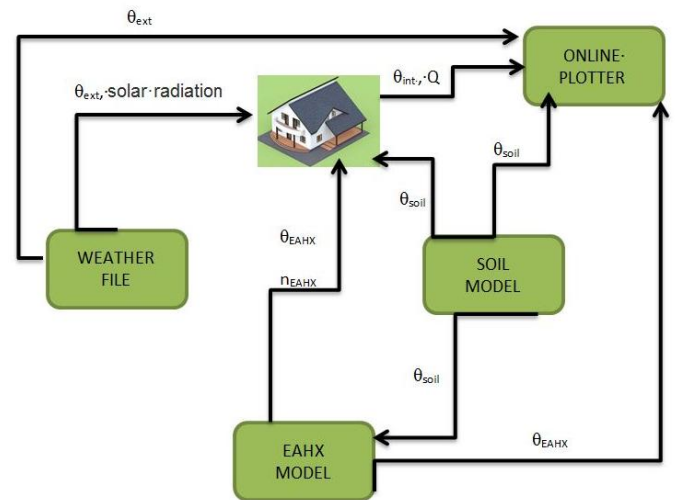 θext
ONLINE-
PLOTTER
θext,·solar·radiation
θint·,·Q
θsoil
θsoil
θEAHX
nEAHX
WEATHER
FILE
SOIL
MODEL
θsoil
θEAHX
EAHX
MODEL